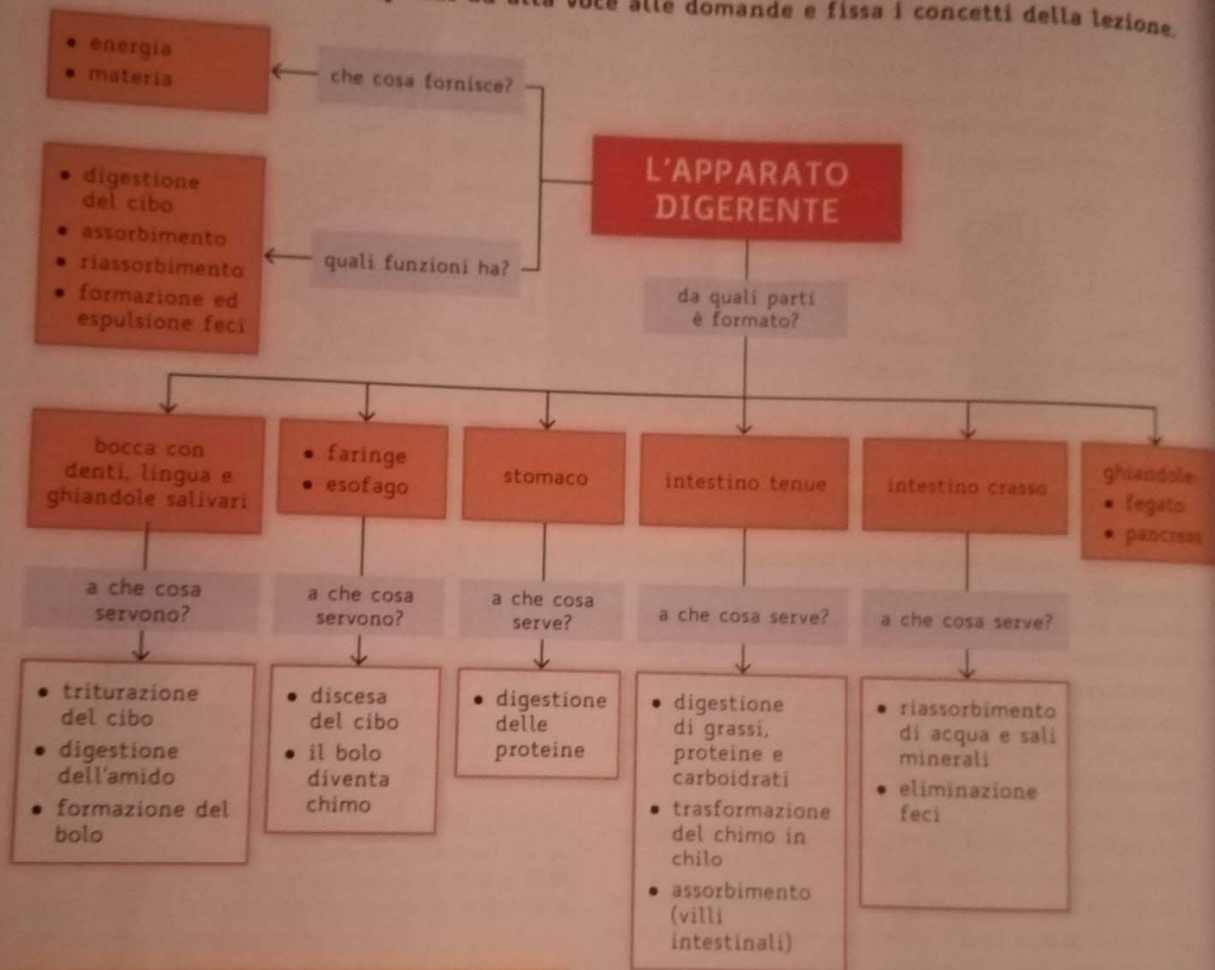 alla voce alle domande e fissa i concetti della lezione.
• energia
• materia
che cosa fornisce?
L'APPARATO
DIGERENTE
• digestione
del cibo
• assorbimento
• riassorbimento
• formazione ed
espulsione feci
quali funzioni ha?
da quali parti
è formato?
bocca con
denti, lingua e
ghiandole salivari
• faringe
• esofago
stomaco
intestino tenue
intestino crasso
ghiandole:
• fegato
• pancreas
a che cosa
servono?
a che cosa
servono?
a che cosa
serve?
a che cosa serve?
a che cosa serve?
• triturazione
del cibo
• digestione
dell'amido
• formazione del
bolo
• discesa
del cibo
• il bolo
diventa
chimo
• digestione
delle
proteine
• digestione
di grassi,
proteine e
carboidrati
• trasformazione
del chimo in
chilo
• assorbimento
(villi
intestinali)
• riassorbimento
di acqua e sali
minerali
• eliminazione
feci